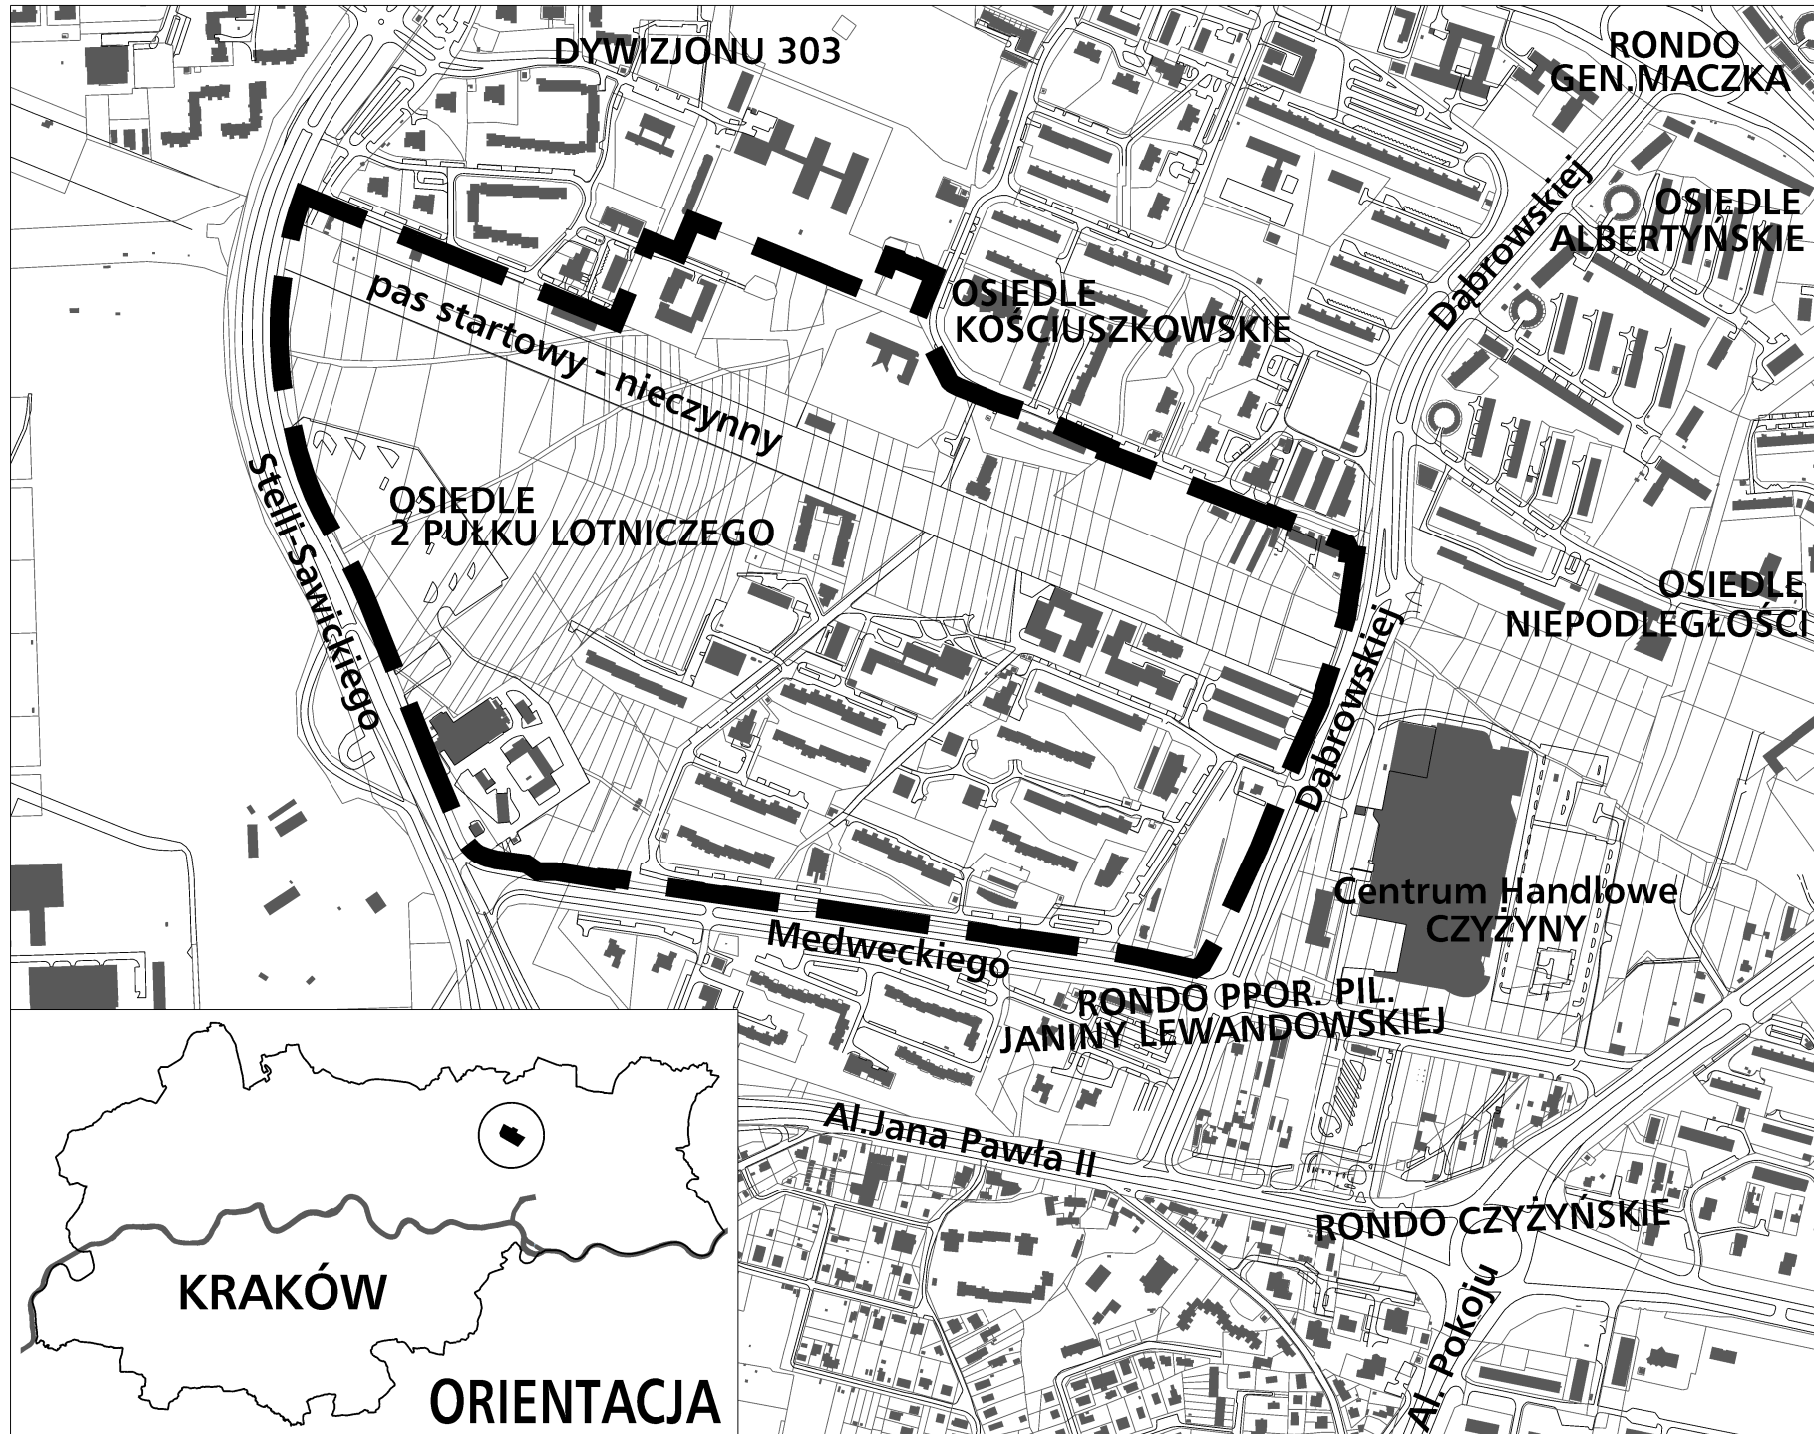 DYWIZJONU 303
RONDO
GEN.MACZKA
Dąbrowskiej
OSIEDLE
ALBERTYŃSKIE
pas startowy - nieczynny
OSIEDLE
KOŚCIUSZKOWSKIE
Stelli-Sawickiego
OSIEDLE
2 PUŁKU LOTNICZEGO
OSIEDLE
NIEPODLEGŁOŚCI
Dąbrowskiej
Centrum Handlowe
CZYŻYNY
Medweckiego
RONDO PPOR. PIL.
JANINY LEWANDOWSKIEJ
Al.Jana Pawła II
RONDO CZYŻYŃSKIE
Al. Pokoju
KRAKÓW
ORIENTACJA